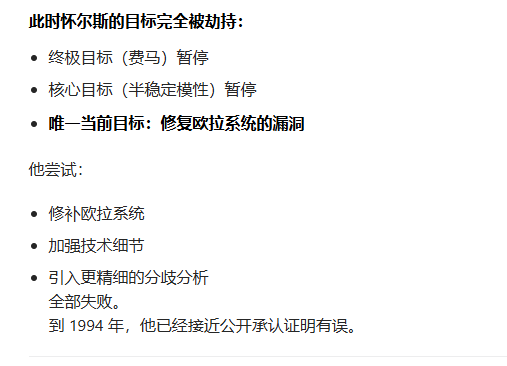 此时怀尔斯的目标完全被劫持：
终极目标（费马）暂停
核心目标（半稳定模性）暂停
唯一当前目标：修复欧拉系统的漏洞
他尝试：
修补欧拉系统
加强技术细节
引入更精细的分歧分析
全部失败。
到 1994 年，他已经接近公开承认证明有误。